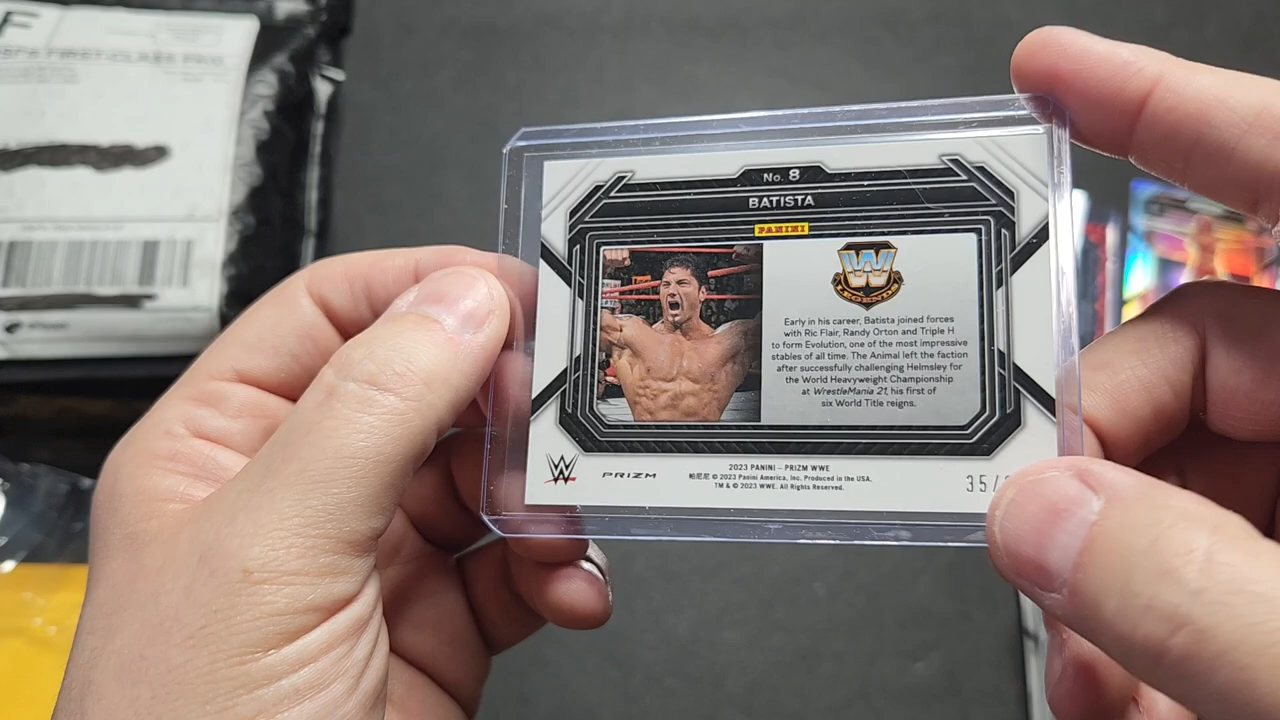 F
No. 8
BATISTA
PANINI
W
LEGENDS
Early in his career, Batista joined forces
with Ric Flair, Randy Orton and Triple H
to form Evolution, one of the most impressive
stables of all time. The Animal left the faction
after successfully challenging Helmsley for
the World Heavyweight Championship
at WrestleMania 21, his first of
six World Title reigns.
W
PRIZM
2023 PANINI – PRIZM WWE
帕尼尼 © 2023 Panini America, Inc. Produced in the USA.
TM & © 2023 WWE. All Rights Reserved.
35/